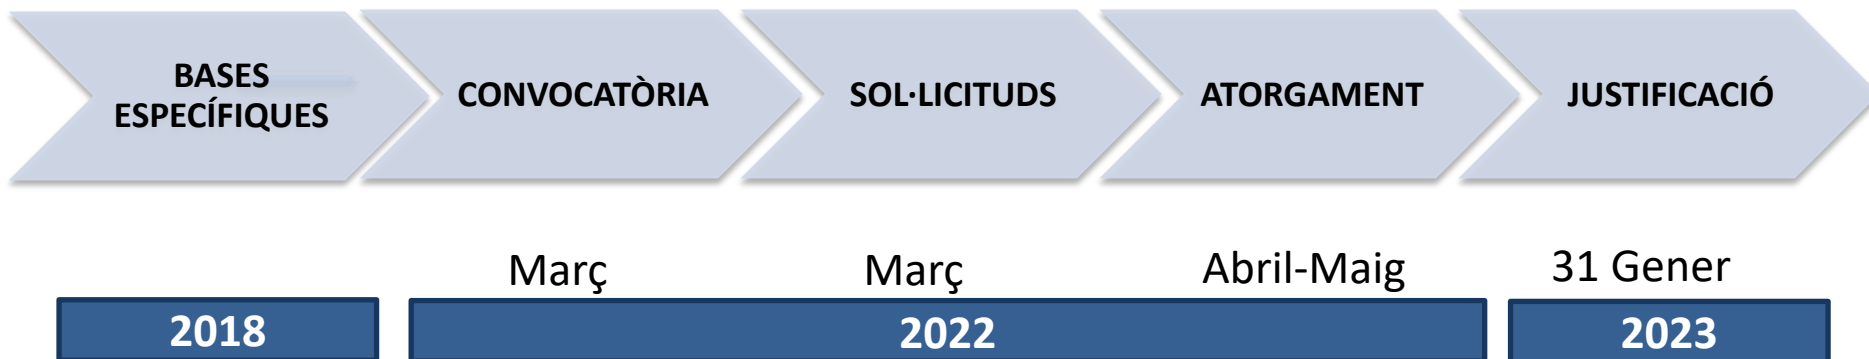 BASES
ESPECÍFIQUES
CONVOCATÒRIA
SOL·LICITUDS
ATORGAMENT
JUSTIFICACIÓ
Març
Març
Abril-Maig
31 Gener
2018
2022
2023